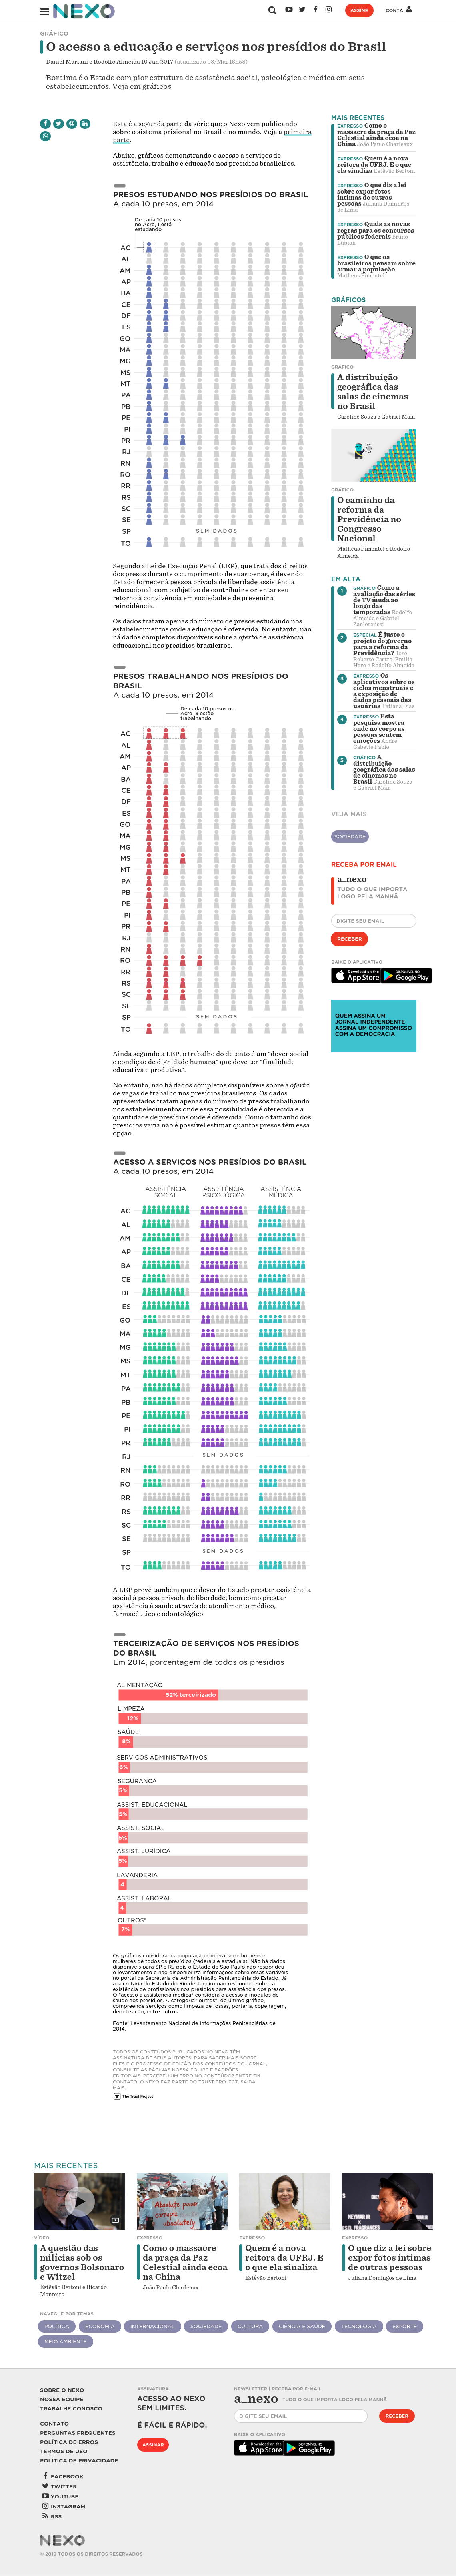 NEXO
ASSINE
CONTA
GRÁFICO
O acesso a educação e serviços nos presídios do Brasil
Daniel Mariani e Rodolfo Almeida 10 Jan 2017 (atualizado 03/Mai 16h58)
Roraima é o Estado com pior estrutura de assistência social, psicológica e médica em seus
estabelecimentos. Veja em gráficos
Esta é a segunda parte da série que o Nexo vem publicando
sobre o sistema prisional no Brasil e no mundo. Veja a primeira
parte.
Abaixo, gráficos demonstrando o acesso a serviços de
assistência, trabalho e educação nos presídios brasileiros.
PRESOS ESTUDANDO NOS PRESÍDIOS DO BRASIL
A cada 10 presos, em 2014
De cada 10 presos
no Acre, 1 está
estudando
AC
AL
AM
AP
BA
CE
DF
ES
GO
MA
MG
MS
MT
PA
PB
PE
PI
PR
RJ
RN
RO
RR
RS
SC
SE
SP SEM DADOS
TO
Segundo a Lei de Execução Penal (LEP), que trata dos direitos
do preso durante o cumprimento de suas penas, é dever do
Estado fornecer à pessoa privada de liberdade assistência
educacional, com o objetivo de contribuir e orientar seu
retorno à convivência em sociedade e de prevenir a
reincidência.
Os dados tratam apenas do número de presos estudando nos
estabelecimentos onde a educação é oferecida. No entanto, não
há dados completos disponíveis sobre a oferta de atividades
educacionais dentro dos presídios brasileiros.
PRESOS TRABALHANDO NOS PRESÍDIOS DO
BRASIL
A cada 10 presos, em 2014
De cada 10 presos no
Acre, 3 estão
trabalhando
AC
AL
AM
AP
BA
CE
DF
ES
GO
MA
MG
MS
MT
PA
PB
PE
PI
PR
RJ
RN
RO
RR
RS
SC
SE
SP SEM DADOS
TO
Ainda segundo a LEP, o trabalho do detento é um "dever social
e condição de dignidade humana" que deve ter "finalidade
educativa e produtiva".
No entanto, não há dados completos disponíveis sobre a oferta
de vagas de trabalho nos presídios brasileiros. Os dados
apresentados tratam apenas do número de presos trabalhando
em estabelecimentos onde essa possibilidade é oferecida e a
quantidade de presídios onde é oferecida. Como o tamanho dos
presídios varia não é possível estimar quantos presos têm essa
opção.
ACESSO A SERVIÇOS NOS PRESÍDIOS DO BRASIL
A cada 10 presos, em 2014
ASSISTÊNCIA
SOCIAL
ASSISTÊNCIA
PSICOLÓGICA
ASSISTÊNCIA
MÉDICA
AC
AL
AM
AP
BA
CE
DF
ES
GO
MA
MG
MS
MT
PA
PB
PE
PI
PR
RJ SEM DADOS
RN
RO
RR
RS
SC
SE
SP SEM DADOS
TO
A LEP prevê também que é dever do Estado prestar assistência
social à pessoa privada de liberdade, bem como prestar
assistência à saúde através de atendimento médico,
farmacêutico e odontológico.
TERCEIRIZAÇÃO DE SERVIÇOS NOS PRESÍDIOS
DO BRASIL
Em 2014, porcentagem de todos os presídios
ALIMENTAÇÃO
52% terceirizado
LIMPEZA
12%
SAÚDE
8%
SERVIÇOS ADMINISTRATIVOS
6%
SEGURANÇA
5%
ASSIST. EDUCACIONAL
5%
ASSIST. SOCIAL
5%
ASSIST. JURÍDICA
5%
LAVANDERIA
4
ASSIST. LABORAL
4
OUTROS*
7%
Os gráficos consideram a população carcerária de homens e
mulheres de todos os presídios (federais e estaduais). Não há dados
disponíveis para SP e RJ pois o Estado de São Paulo não respondeu
o levantamento e não disponibiliza informações sobre essas variáveis
no portal da Secretaria de Administração Penitenciária do Estado. Já
a secretaria do Estado do Rio de Janeiro não respondeu sobre a
existência de profissionais nos presídios para exercer os serviços.
O "acesso a assistência médica" considera o acesso à módulos de
saúde nos presídios. A categoria "outros", do último gráfico,
compreende serviços como limpeza de fossas, portaria, copeiragem,
dedetização, entre outros.
Fonte: Levantamento Nacional de Informações Penitenciárias de
2014.
TODOS OS CONTEÚDOS PUBLICADOS NO NEXO TÊM
ASSINATURA DE SEUS AUTORES. PARA SABER MAIS SOBRE
ELES E O PROCESSO DE EDIÇÃO DOS CONTEÚDOS DO JORNAL,
CONSULTE AS PÁGINAS NOSSA EQUIPE E PADRÕES
EDITORIAIS. PERCEBEU UM ERRO NO CONTEÚDO? ENTRE EM
CONTATO. O NEXO FAZ PARTE DO TRUST PROJECT. SAIBA
MAIS.
The Trust Project
MAIS RECENTES
EXPRESSO Como o
massacre da praça da Paz
Celestial ainda ecoa na
China João Paulo Charleaux
EXPRESSO Quem é a nova
reitora da UFRJ. E o que
ela sinaliza Estêvão Bertoni
EXPRESSO O que diz a lei
sobre expor fotos
íntimas de outras
pessoas Juliana Domingos
de Lima
EXPRESSO Quais as novas
regras para os concursos
públicos federais Bruno
Lupion
EXPRESSO O que os
brasileiros pensam sobre
armar a população
Matheus Pimentel
GRÁFICOS
GRÁFICO
A distribuição
geográfica das
salas de cinemas
no Brasil
Caroline Souza e Gabriel Maia
GRÁFICO
O caminho da
reforma da
Previdência no
Congresso
Nacional
Matheus Pimentel e Rodolfo
Almeida
EM ALTA
1 GRÁFICO Como a
avaliação das séries
de TV muda ao
longo das
temporadas Rodolfo
Almeida e Gabriel
Zanlorenssi
2 ESPECIAL É justo o
projeto do governo
para a reforma da
Previdência? José
Roberto Castro, Emilio
Haro e Rodolfo Almeida
3 EXPRESSO Os
aplicativos sobre os
ciclos menstruais e
a exposição de
dados pessoais das
usuárias Tatiana Dias
4 EXPRESSO Esta
pesquisa mostra
onde no corpo as
pessoas sentem
emoções André
Cabette Fábio
5 GRÁFICO A
distribuição
geográfica das salas
de cinemas no
Brasil Caroline Souza
e Gabriel Maia
VEJA MAIS
SOCIEDADE
RECEBA POR EMAIL
a_nexo
TUDO O QUE IMPORTA
LOGO PELA MANHÃ
DIGITE SEU EMAIL
RECEBER
BAIXE O APLICATIVO
Download on the
App Store
DISPONÍVEL NO
Google Play
QUEM ASSINA UM
JORNAL INDEPENDENTE
ASSINA UM COMPROMISSO
COM A DEMOCRACIA
MAIS RECENTES
VÍDEO
A questão das
milícias sob os
governos Bolsonaro
e Witzel
Estêvão Bertoni e Ricardo
Monteiro
Absolute power
corrupts
absolutely
EXPRESSO
Como o massacre
da praça da Paz
Celestial ainda ecoa
na China
João Paulo Charleaux
EXPRESSO
Quem é a nova
reitora da UFRJ. E
o que ela sinaliza
Estêvão Bertoni
NEYMAR JR
EXPRESSO
O que diz a lei sobre
expor fotos íntimas
de outras pessoas
Juliana Domingos de Lima
NAVEGUE POR TEMAS
POLÍTICA
ECONOMIA
INTERNACIONAL
SOCIEDADE
CULTURA
CIÊNCIA E SAÚDE
TECNOLOGIA
ESPORTE
MEIO AMBIENTE
SOBRE O NEXO
NOSSA EQUIPE
TRABALHE CONOSCO
CONTATO
PERGUNTAS FREQUENTES
POLÍTICA DE ERROS
TERMOS DE USO
POLÍTICA DE PRIVACIDADE
FACEBOOK
TWITTER
YOUTUBE
INSTAGRAM
RSS
ASSINATURA
ACESSO AO NEXO
SEM LIMITES.
É FÁCIL E RÁPIDO.
ASSINAR
NEWSLETTER | RECEBA POR E-MAIL
a_nexo TUDO O QUE IMPORTA LOGO PELA MANHÃ
DIGITE SEU EMAIL
RECEBER
BAIXE O APLICATIVO
Download on the
App Store
DISPONÍVEL NO
Google Play
NEXO
© 2019 TODOS OS DIREITOS RESERVADOS